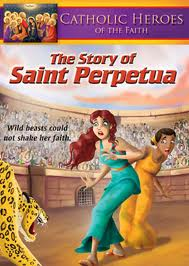 CATHOLIC HEROES
OF THE FAITH
The Story of
Saint Perpetua
Wild beasts could
not shake her faith.